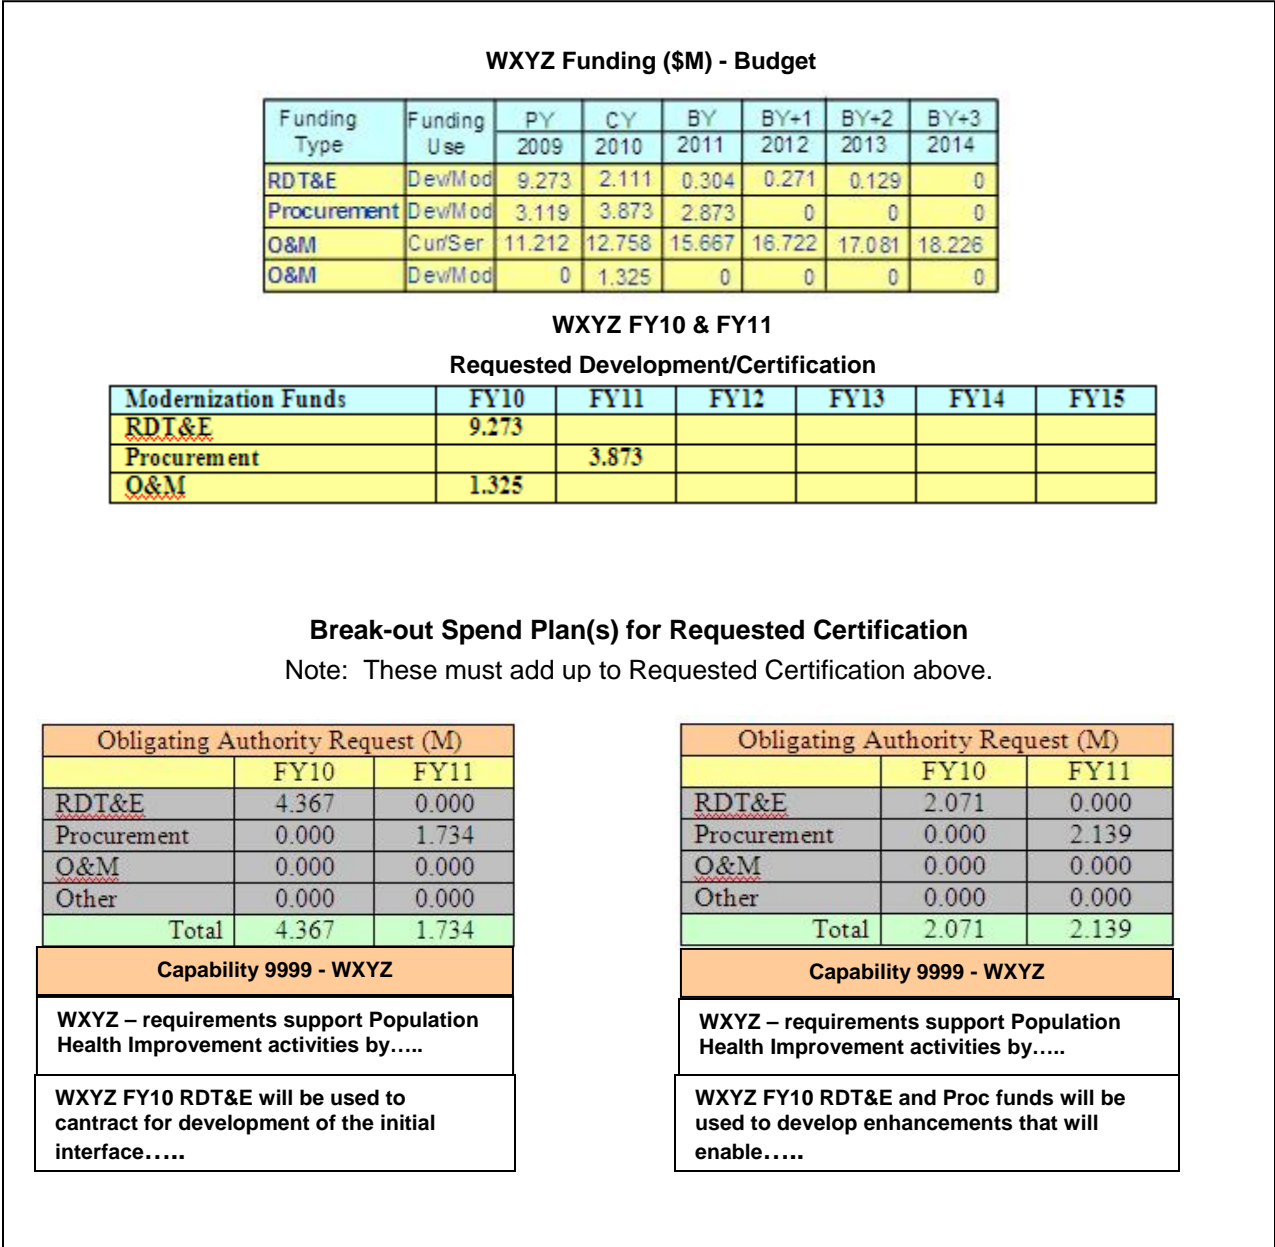 WXYZ Funding ($M) - Budget
Funding Type Funding Use PY CY BY BY+1 BY+2 BY+3
2009 2010 2011 2012 2013 2014
RDT&E Dev/Mod 9.273 2.111 0.304 0.271 0.129 0
Procurement Dev/Mod 3.119 3.873 2.873 0 0 0
O&M Cur/Ser 11.212 12.758 15.667 16.722 17.081 18.226
O&M Dev/Mod 0 1.325 0 0 0 0
WXYZ FY10 & FY11
Requested Development/Certification
Modernization Funds FY10 FY11 FY12 FY13 FY14 FY15
RDT&E 9.273
Procurement 3.873
O&M 1.325
Break-out Spend Plan(s) for Requested Certification
Note: These must add up to Requested Certification above.
Obligating Authority Request (M)
FY10 FY11
RDT&E 4.367 0.000
Procurement 0.000 1.734
O&M 0.000 0.000
Other 0.000 0.000
Total 4.367 1.734
Capability 9999 - WXYZ
WXYZ – requirements support Population
Health Improvement activities by…..
WXYZ FY10 RDT&E will be used to
cantract for development of the initial
interface…..
Obligating Authority Request (M)
FY10 FY11
RDT&E 2.071 0.000
Procurement 0.000 2.139
O&M 0.000 0.000
Other 0.000 0.000
Total 2.071 2.139
Capability 9999 - WXYZ
WXYZ – requirements support Population
Health Improvement activities by…..
WXYZ FY10 RDT&E and Proc funds will be
used to develop enhancements that will
enable…..